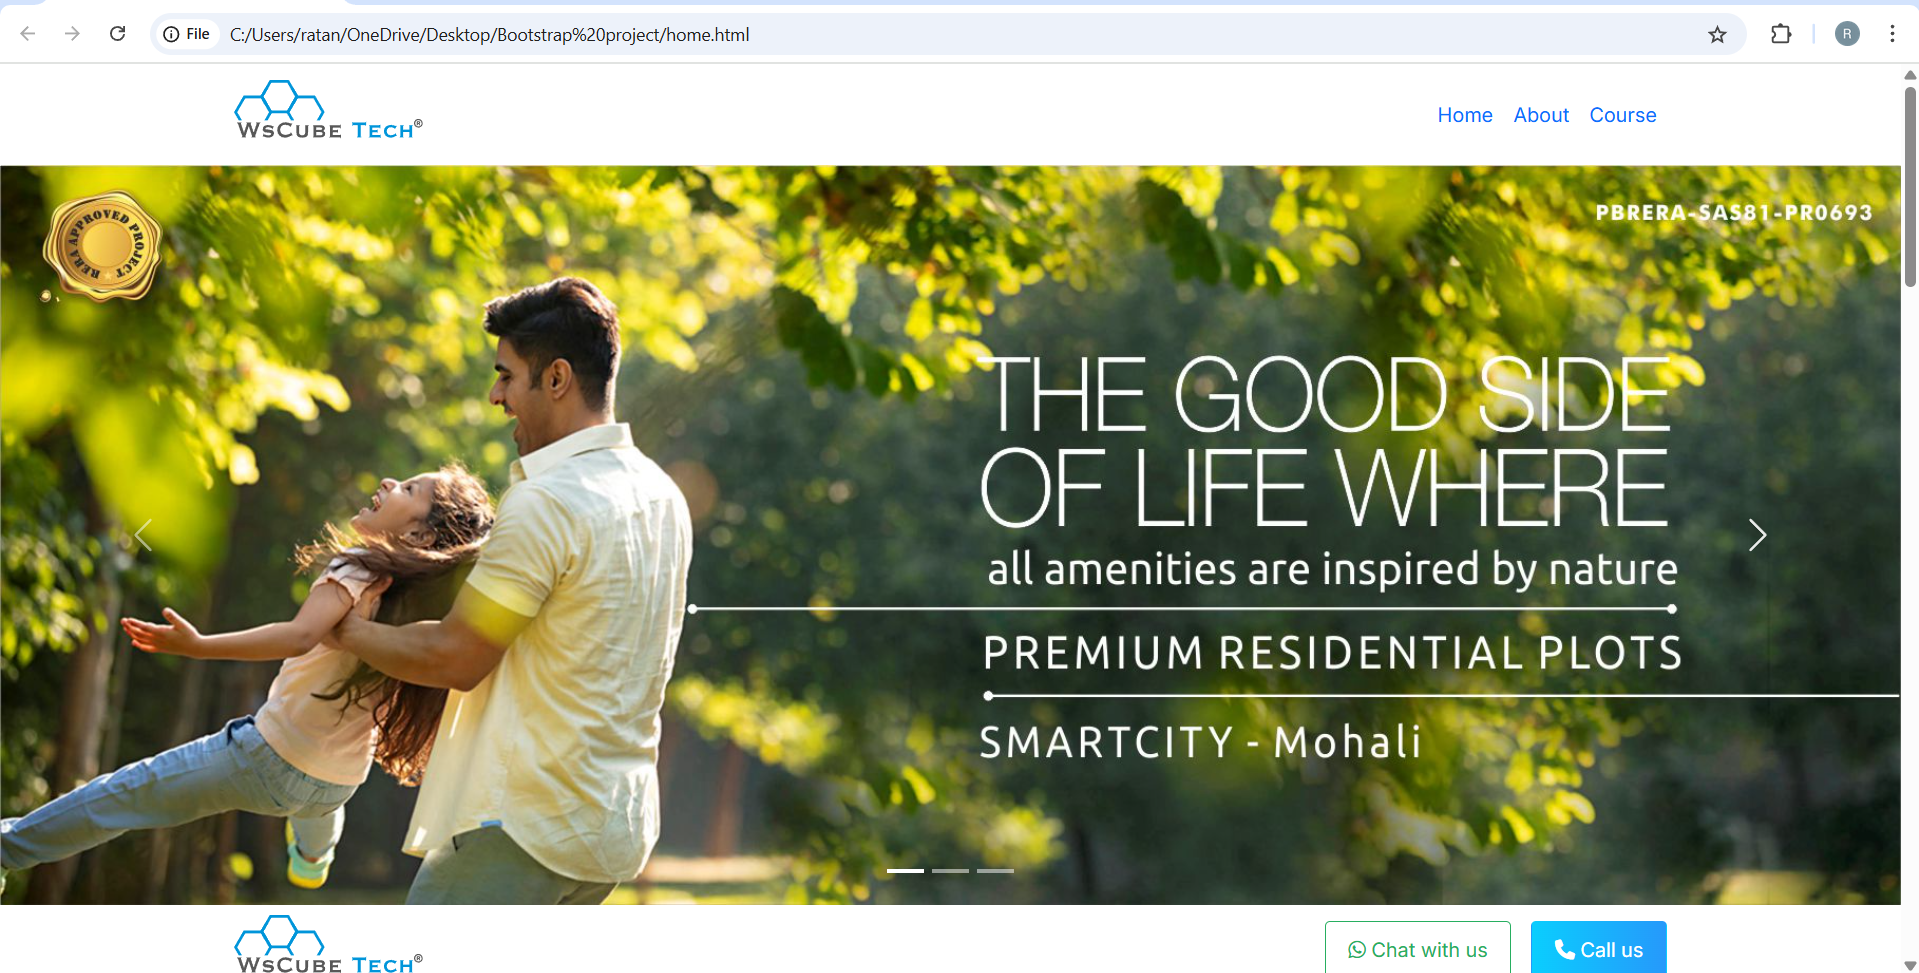 File
C:/Users/ratan/OneDrive/Desktop/Bootstrap%20project/home.html
R
WsCube Tech®
Home About Course
RERA APPROVED PROJECT
PBRERA-SAS81-PR0693
THE GOOD SIDE
OF LIFE WHERE
all amenities are inspired by nature
PREMIUM RESIDENTIAL PLOTS
SMARTCITY - Mohali
WsCube Tech®
Chat with us
Call us